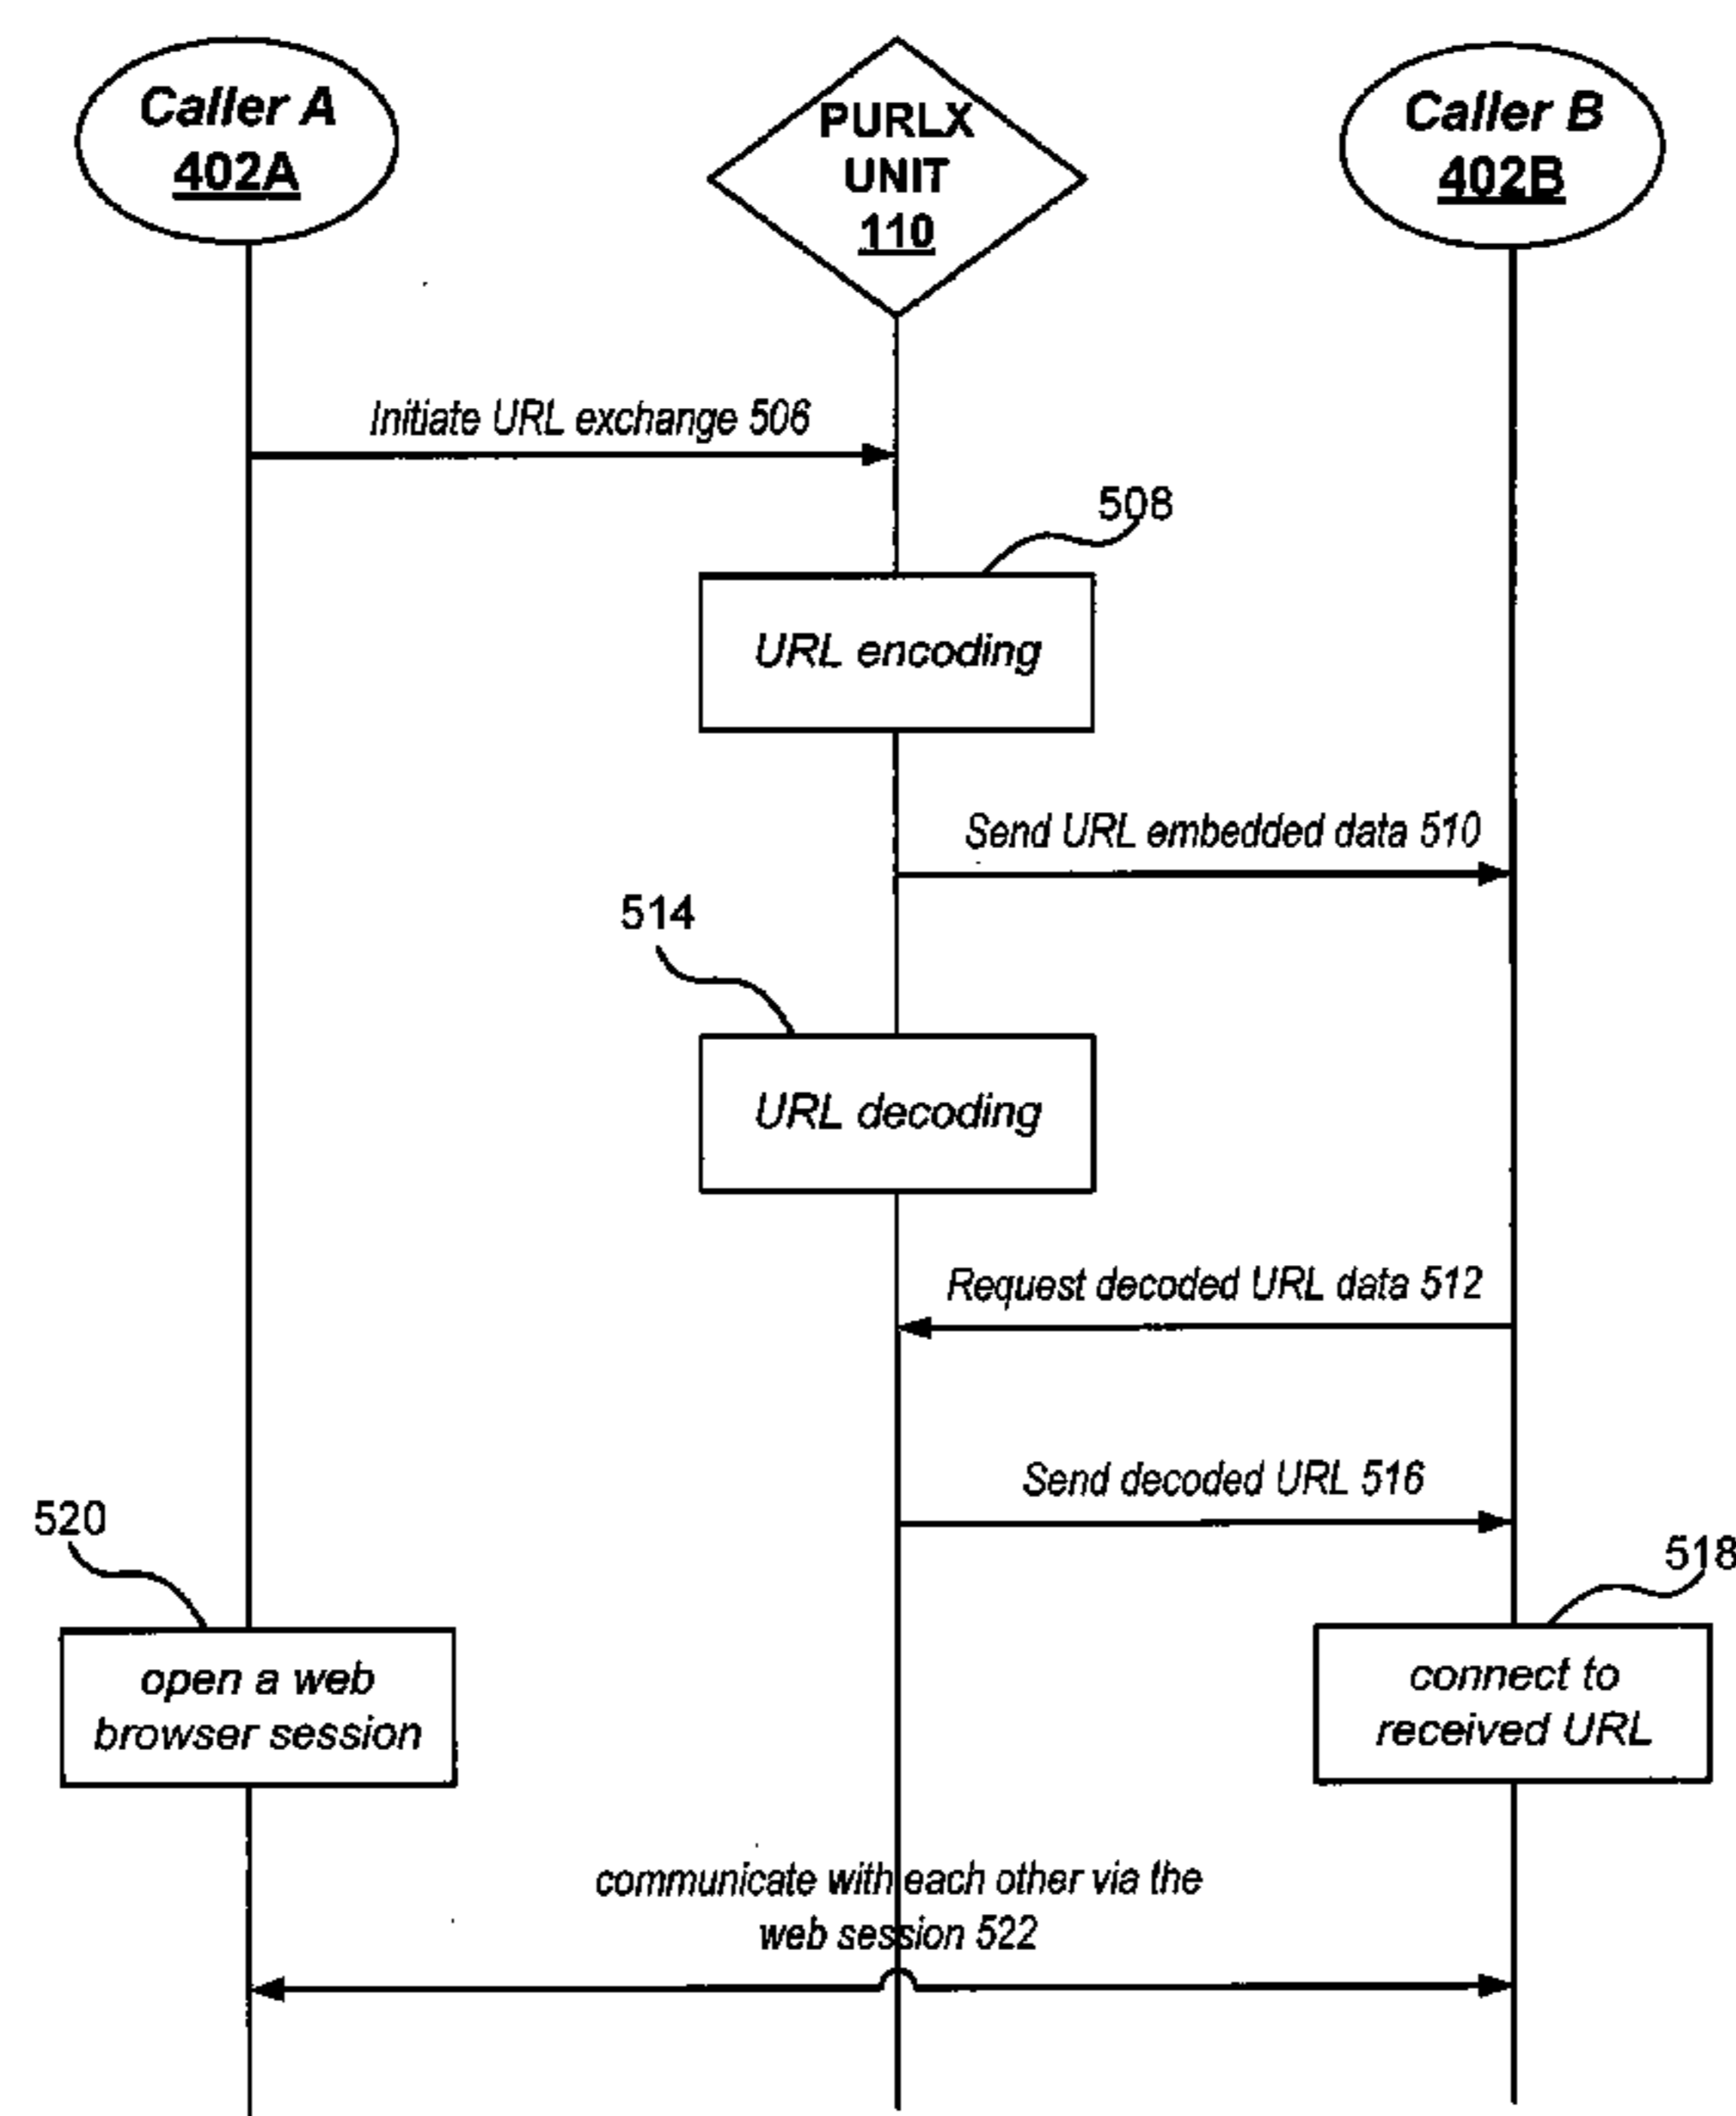 Caller A
402A
PURLX
UNIT
110
Caller B
402B
Initiate URL exchange 506
508
URL encoding
Send URL embedded data 510
514
URL decoding
Request decoded URL data 512
Send decoded URL 516
520
518
open a web
browser session
connect to
received URL
communicate with each other via the
web session 522